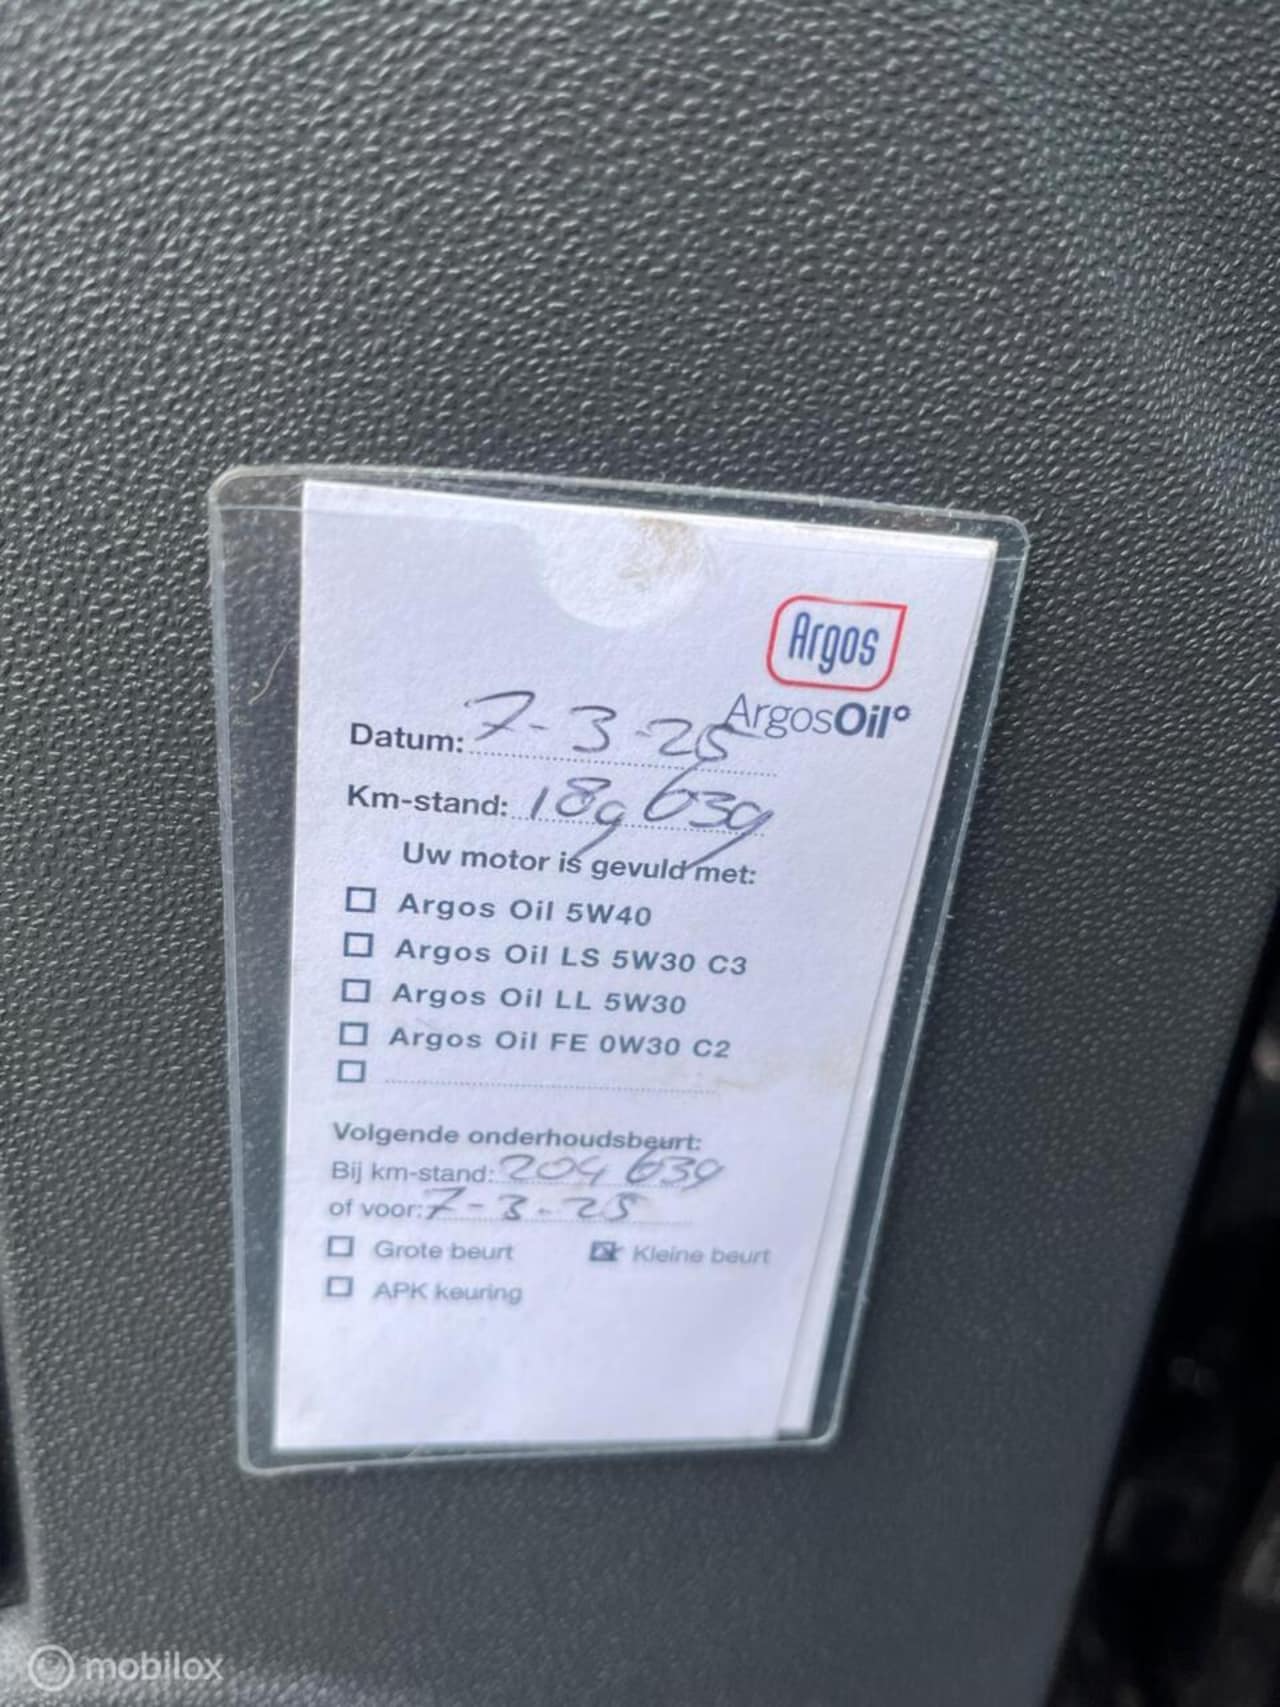 Argos
ArgosOil°
Datum: 7-3-25
Km-stand: 189639
Uw motor is gevuld met:
Argos Oil 5W40
Argos Oil LS 5W30 C3
Argos Oil LL 5W30
Argos Oil FE 0W30 C2
Volgende onderhoudsbeurt:
Bij km-stand: 204639
of voor: 7-3-25
Grote beurt Kleine beurt
APK keuring
mobilox